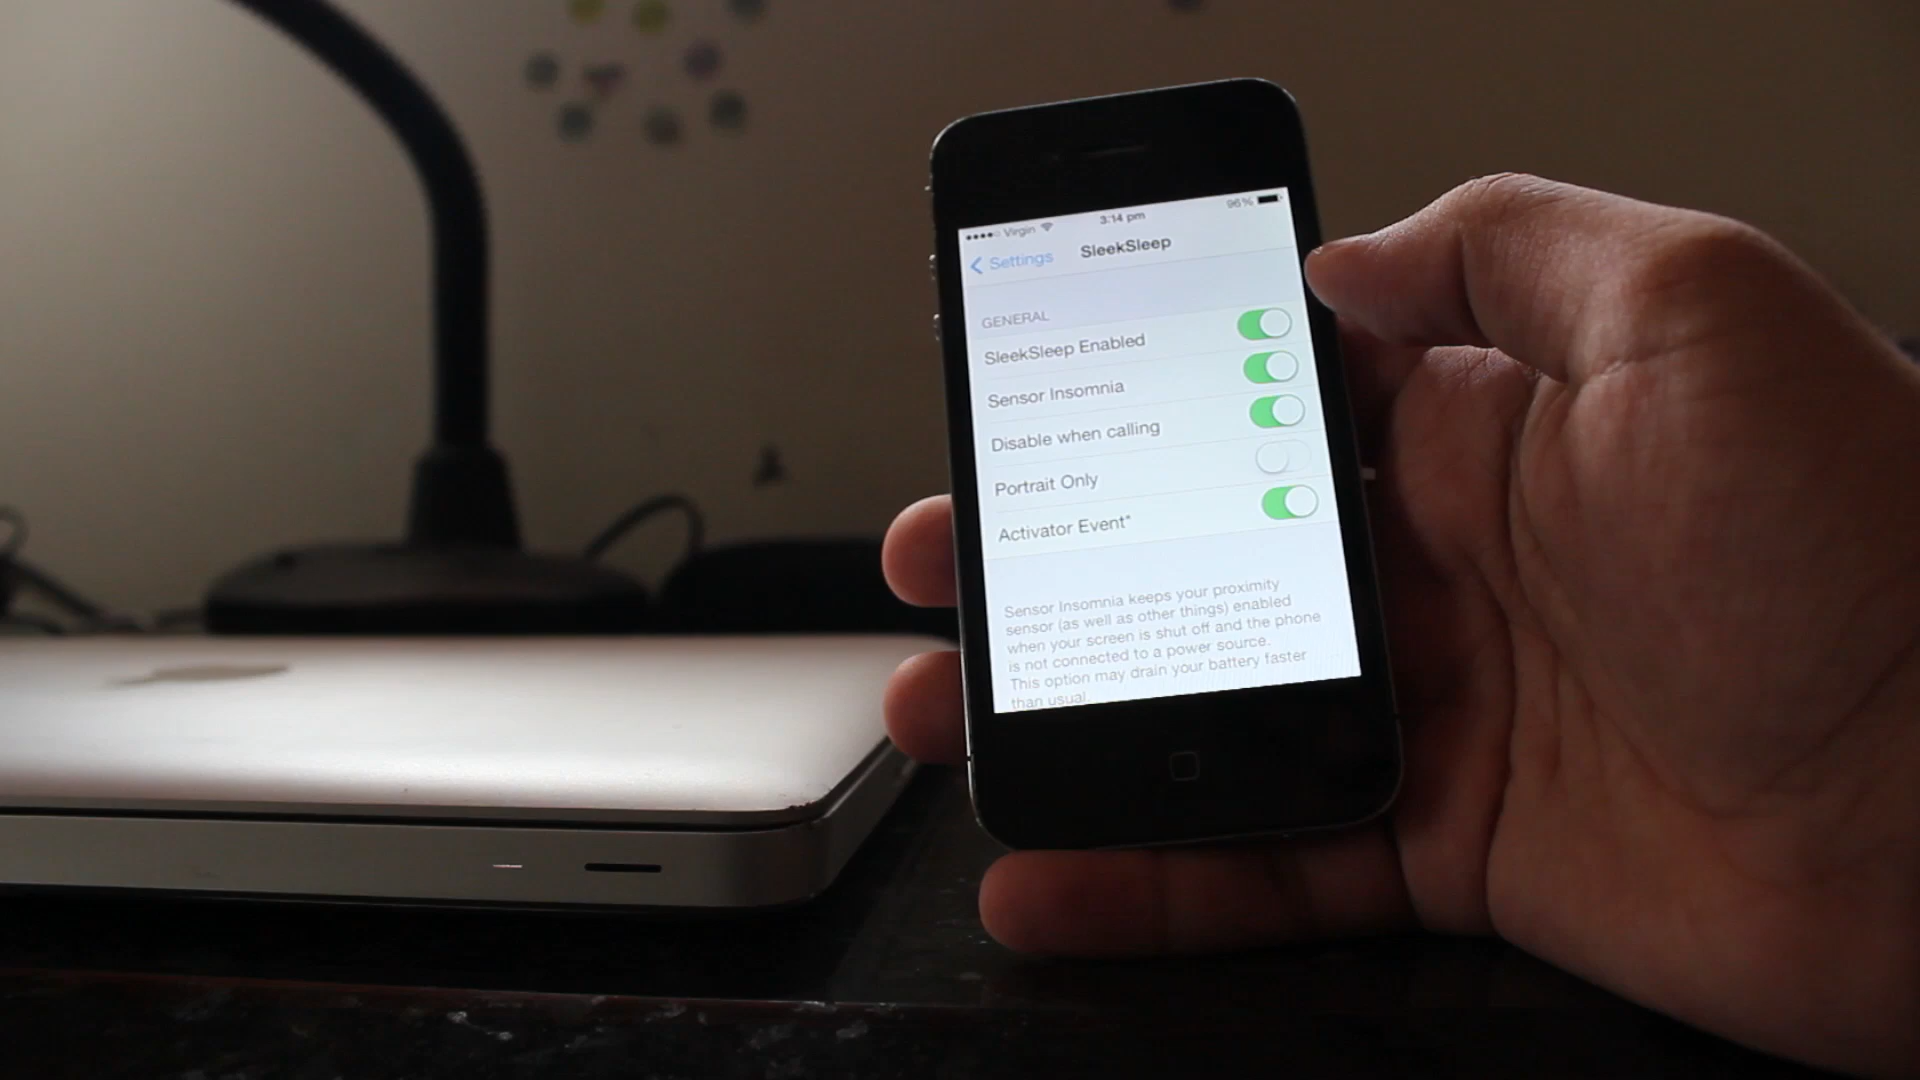 Virgin 3:14 pm 96%
Settings SleekSleep
GENERAL
SleekSleep Enabled
Sensor Insomnia
Disable when calling
Portrait Only
Activator Event*
Sensor Insomnia keeps your proximity
sensor (as well as other things) enabled
when your screen is shut off and the phone
is not connected to a power source.
This option may drain your battery faster
than usual.